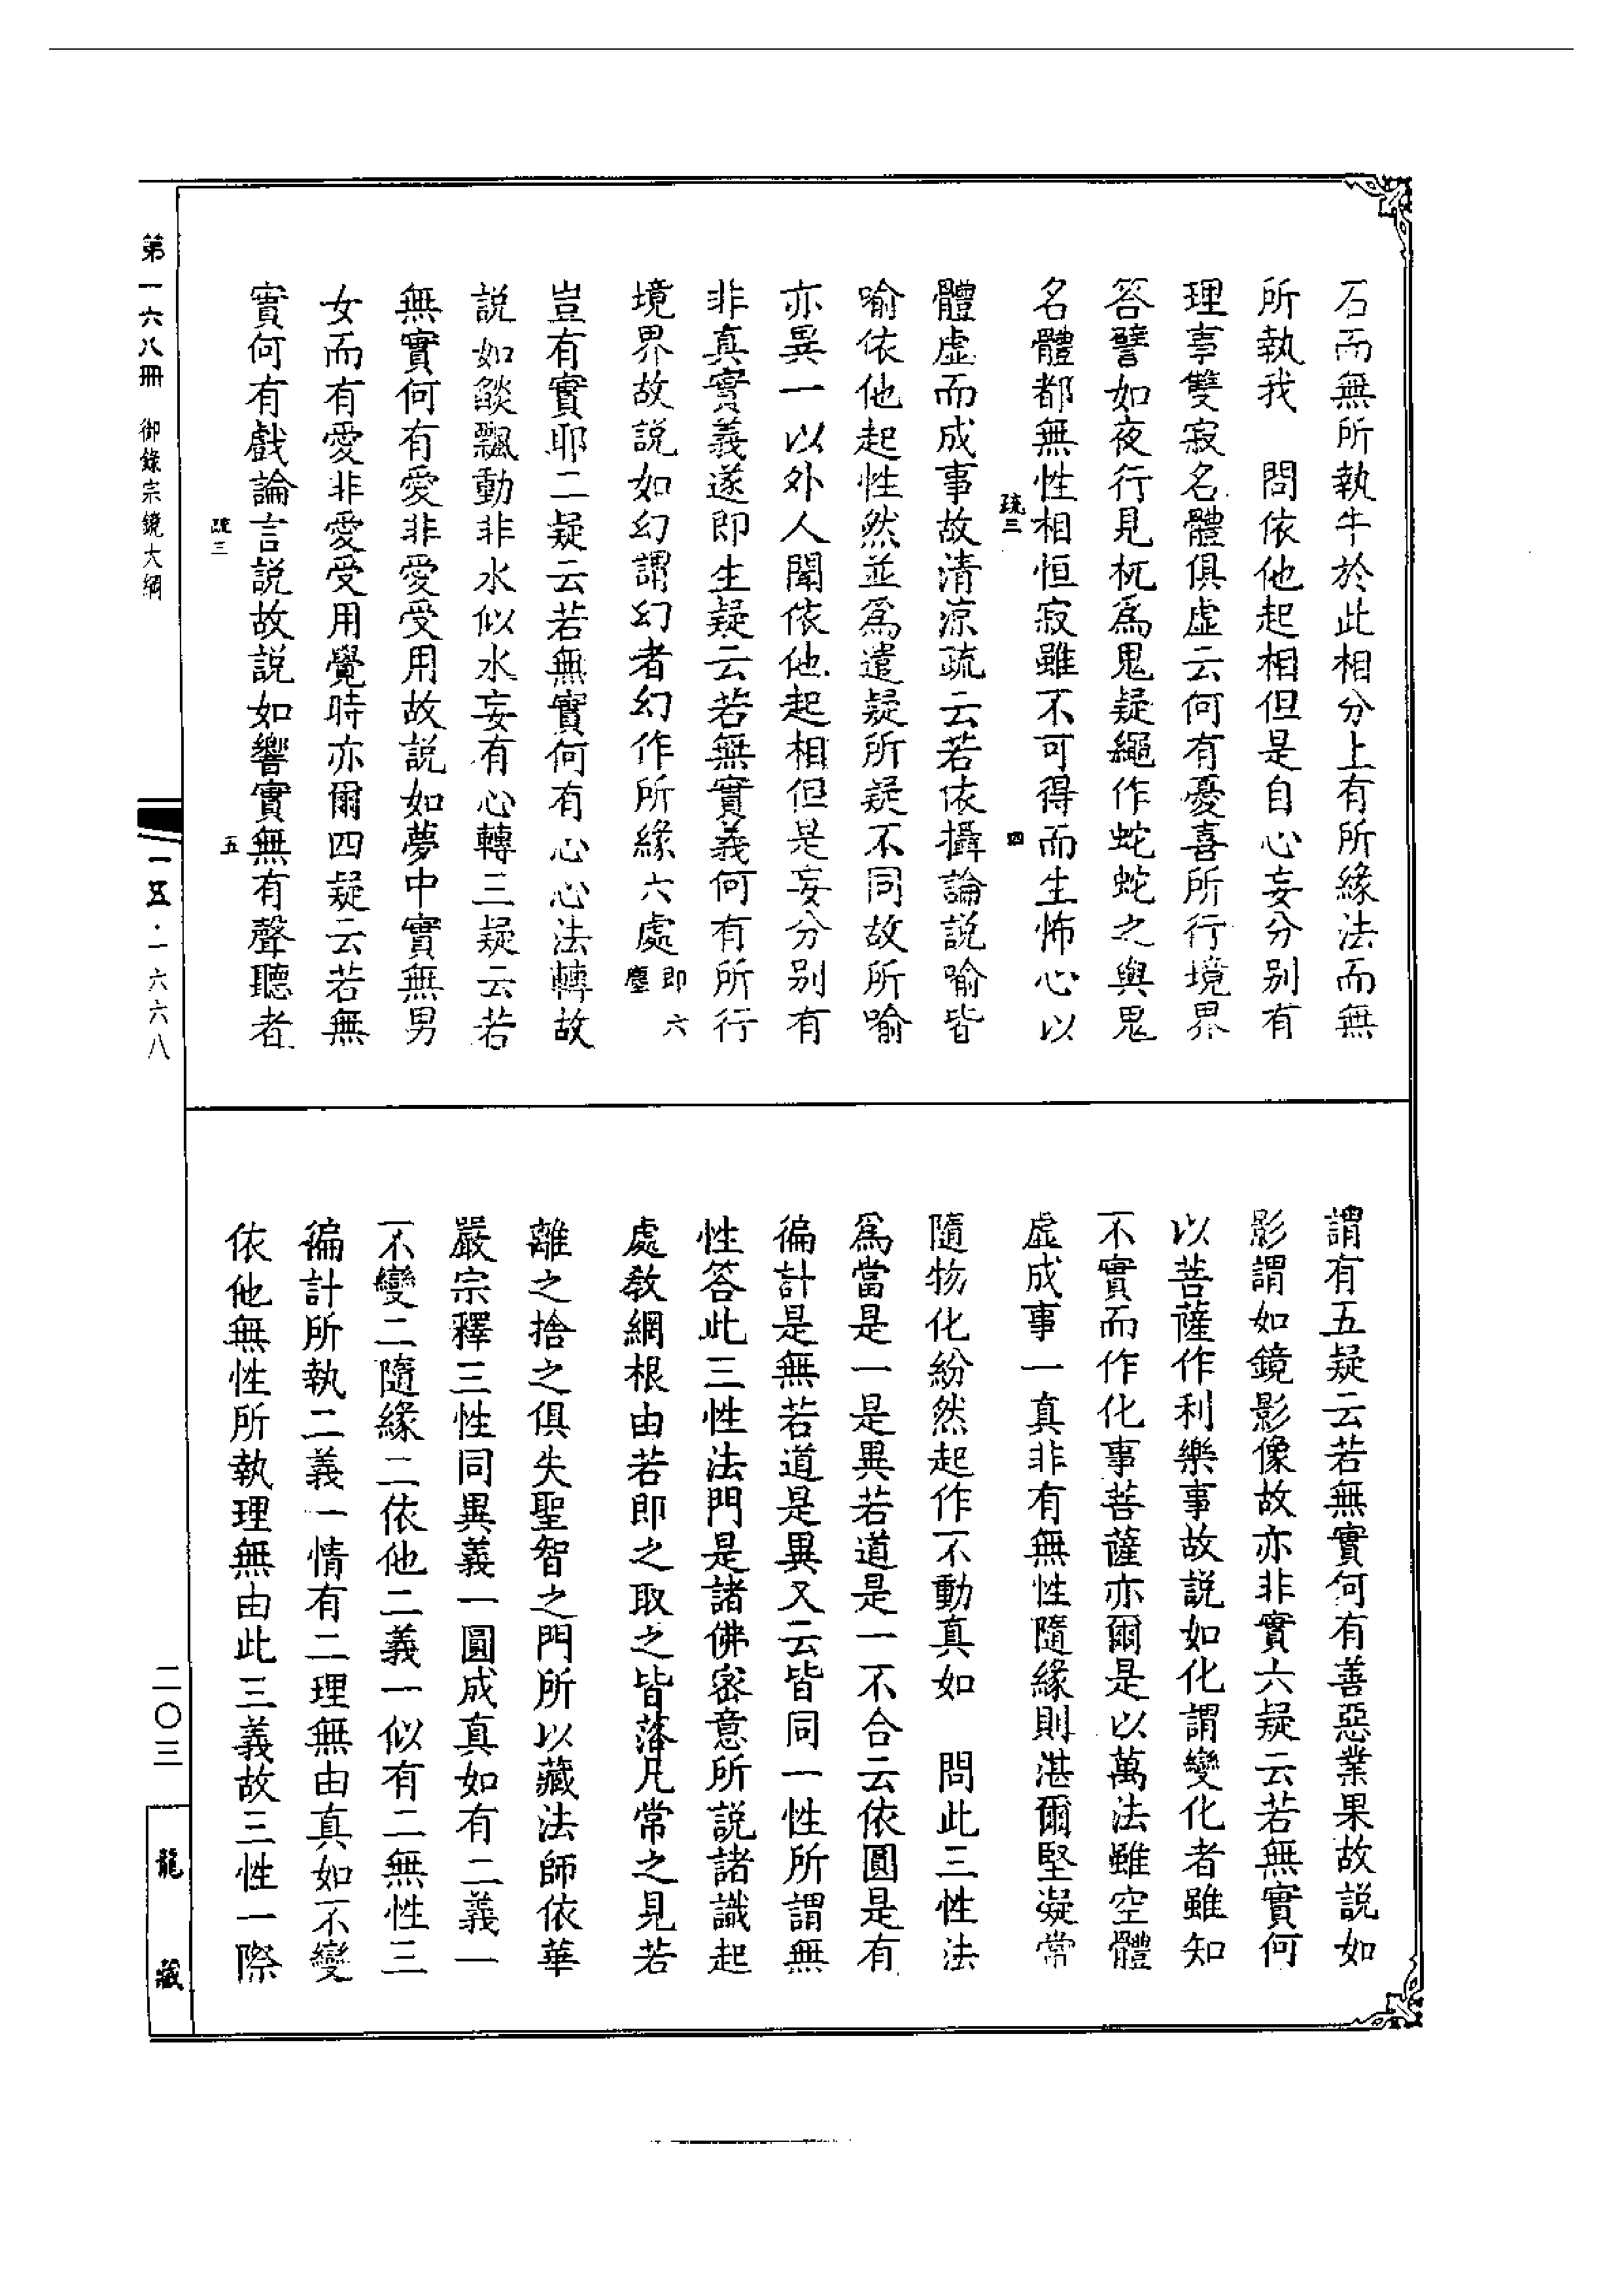 石而無所執牛於此相分上有所緣法而無
所執我　問依他起相但是自心妄分別有
理事雙寂名體俱虛云何有憂喜所行境界
答譬如夜行見杌爲鬼疑繩作蛇蛇之與鬼
名體都無性相恒寂雖不可得而生怖心以
疏三
四
體虛而成事故清涼疏云若依攝論說喻皆
喻依他起性然並爲遣疑所疑不同故所喻
亦異一以外人聞依他起相但是妄分別有
非真實義遂即生疑云若無實義何有所行
境界故說如幻謂幻者幻作所緣六處即六塵
豈有實耶二疑云若無實何有心心法轉故
說如燄飄動非水似水妄有心轉三疑云若
無實何有愛非愛受用故說如夢中實無男
女而有愛非愛受用覺時亦爾四疑云若無
實何有戲論言說故說如響實無有聲聽者
疏三
五
謂有五疑云若無實何有善惡業果故說如
影謂如鏡影像故亦非實六疑云若無實何
以菩薩作利樂事故說如化謂變化者雖知
不實而作化事菩薩亦爾是以萬法雖空體
虛成事一真非有無性隨緣則湛爾堅凝常
隨物化紛然起作不動真如　問此三性法
爲當是一是異若道是一不合云依圓是有
徧計是無若道是異又云皆同一性所謂無
性答此三性法門是諸佛密意所說諸識起
處教網根由若即之取之皆落凡常之見若
離之捨之俱失聖智之門所以藏法師依華
嚴宗釋三性同異義一圓成真如有二義一
不變二隨緣二依他二義一似有二無性三
徧計所執二義一情有二理無由真如不變
依他無性所執理無由此三義故三性一際
第一六八冊　御錄宗鏡大綱
一五·一六六八
二〇三
龍藏